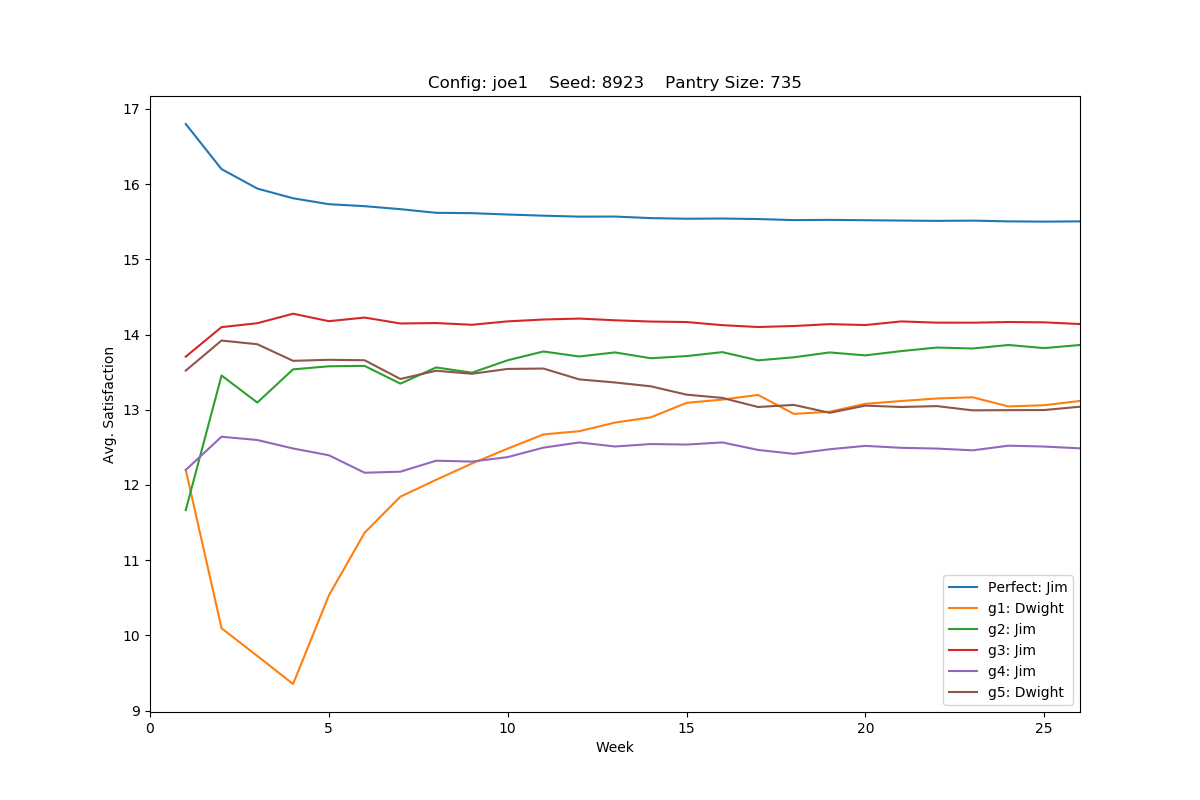 Config: joe1    Seed: 8923    Pantry Size: 735
17
16
15
14
13
12
11
10
9
Avg. Satisfaction
0
5
10
15
20
25
Week
Perfect: Jim
g1: Dwight
g2: Jim
g3: Jim
g4: Jim
g5: Dwight